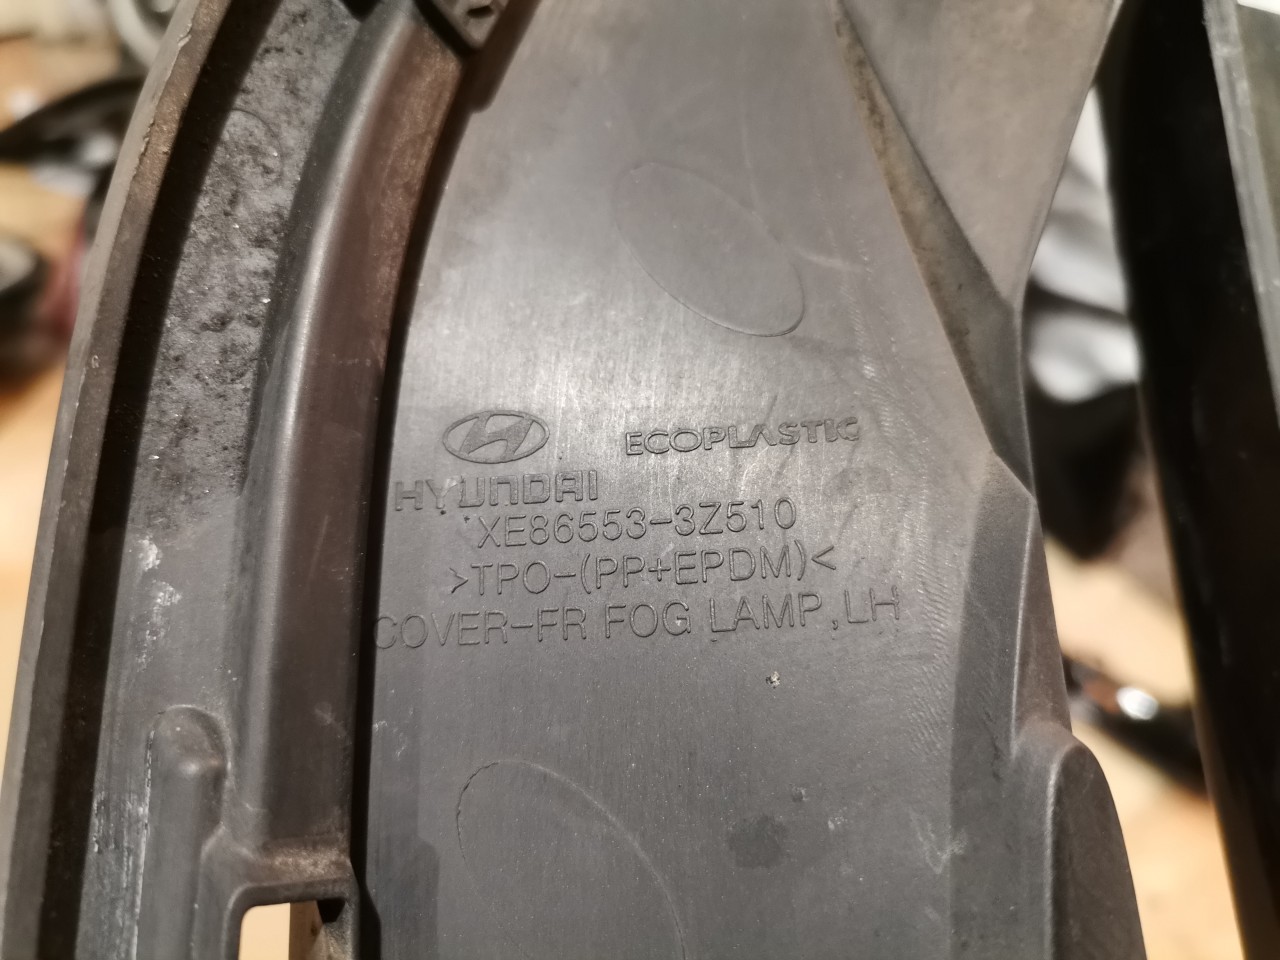 ECOPLASTIC
HYUNDAI
XE86553-3Z510
>TPO-(PP+EPDM)<
COVER-FR FOG LAMP,LH